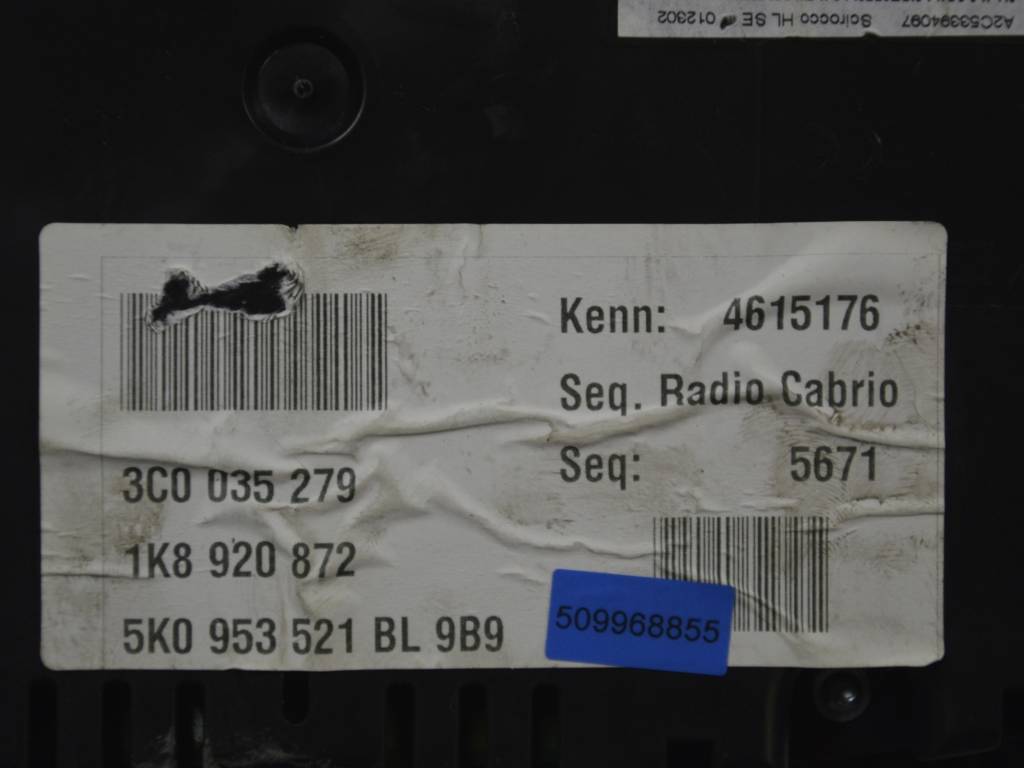 A2C53394097 Scirocco HL SE 012302
Kenn: 4615176
Seq. Radio Cabrio
Seq: 5671
3C0 035 279
1K8 920 872
5K0 953 521 BL 9B9
509968855